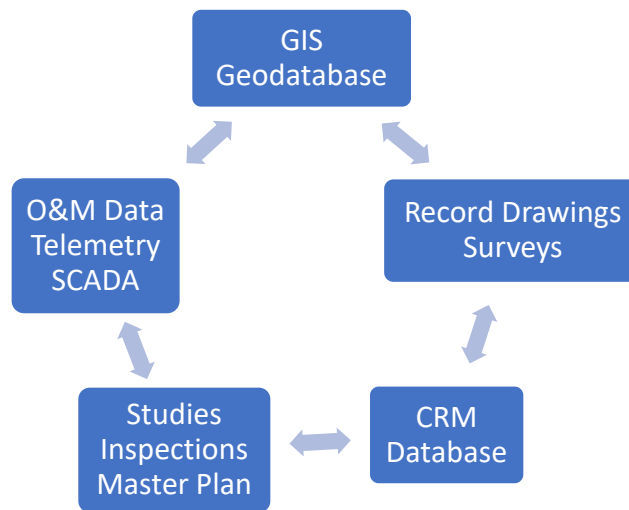 GIS
Geodatabase
O&M Data
Telemetry
SCADA
Record Drawings
Surveys
Studies
Inspections
Master Plan
CRM
Database